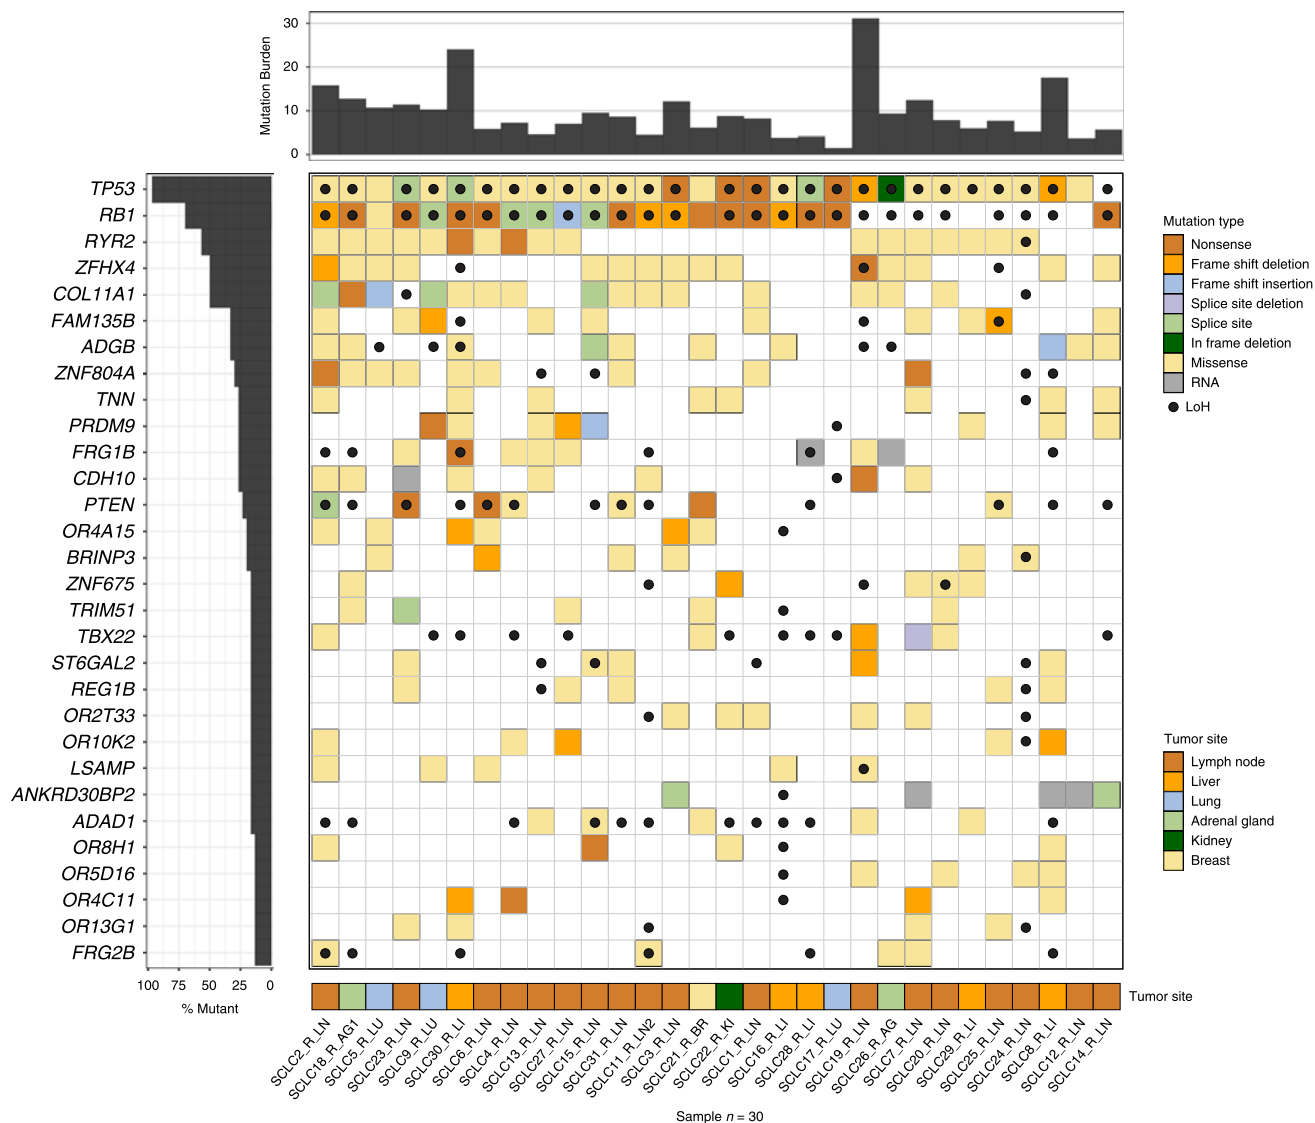 30
20
10
0
Mutation Burden
TP53
RB1
RYR2
ZFHX4
COL11A1
FAM135B
ADGB
ZNF804A
TNN
PRDM9
FRG1B
CDH10
PTEN
OR4A15
BRINP3
ZNF675
TRIM51
TBX22
ST6GAL2
REG1B
OR2T33
OR10K2
LSAMP
ANKRD30BP2
ADAD1
OR8H1
OR5D16
OR4C11
OR13G1
FRG2B
100 75 50 25 0
% Mutant
Mutation type
Nonsense
Frame shift deletion
Frame shift insertion
Splice site deletion
Splice site
In frame deletion
Missense
RNA
LoH
Tumor site
Lymph node
Liver
Lung
Adrenal gland
Kidney
Breast
Tumor site
SCLC2_R_LN
SCLC18_R_AG1
SCLC5_R_LU
SCLC23_R_LN
SCLC9_R_LU
SCLC30_R_LI
SCLC6_R_LN
SCLC4_R_LN
SCLC13_R_LN
SCLC27_R_LN
SCLC15_R_LN
SCLC31_R_LN
SCLC11_R_LN2
SCLC3_R_LN
SCLC21_R_BR
SCLC22_R_KI
SCLC1_R_LN
SCLC16_R_LI
SCLC28_R_LI
SCLC17_R_LU
SCLC19_R_LN
SCLC26_R_AG
SCLC7_R_LN
SCLC20_R_LN
SCLC29_R_LI
SCLC25_R_LN
SCLC24_R_LN
SCLC8_R_LI
SCLC12_R_LN
SCLC14_R_LN
Sample n = 30